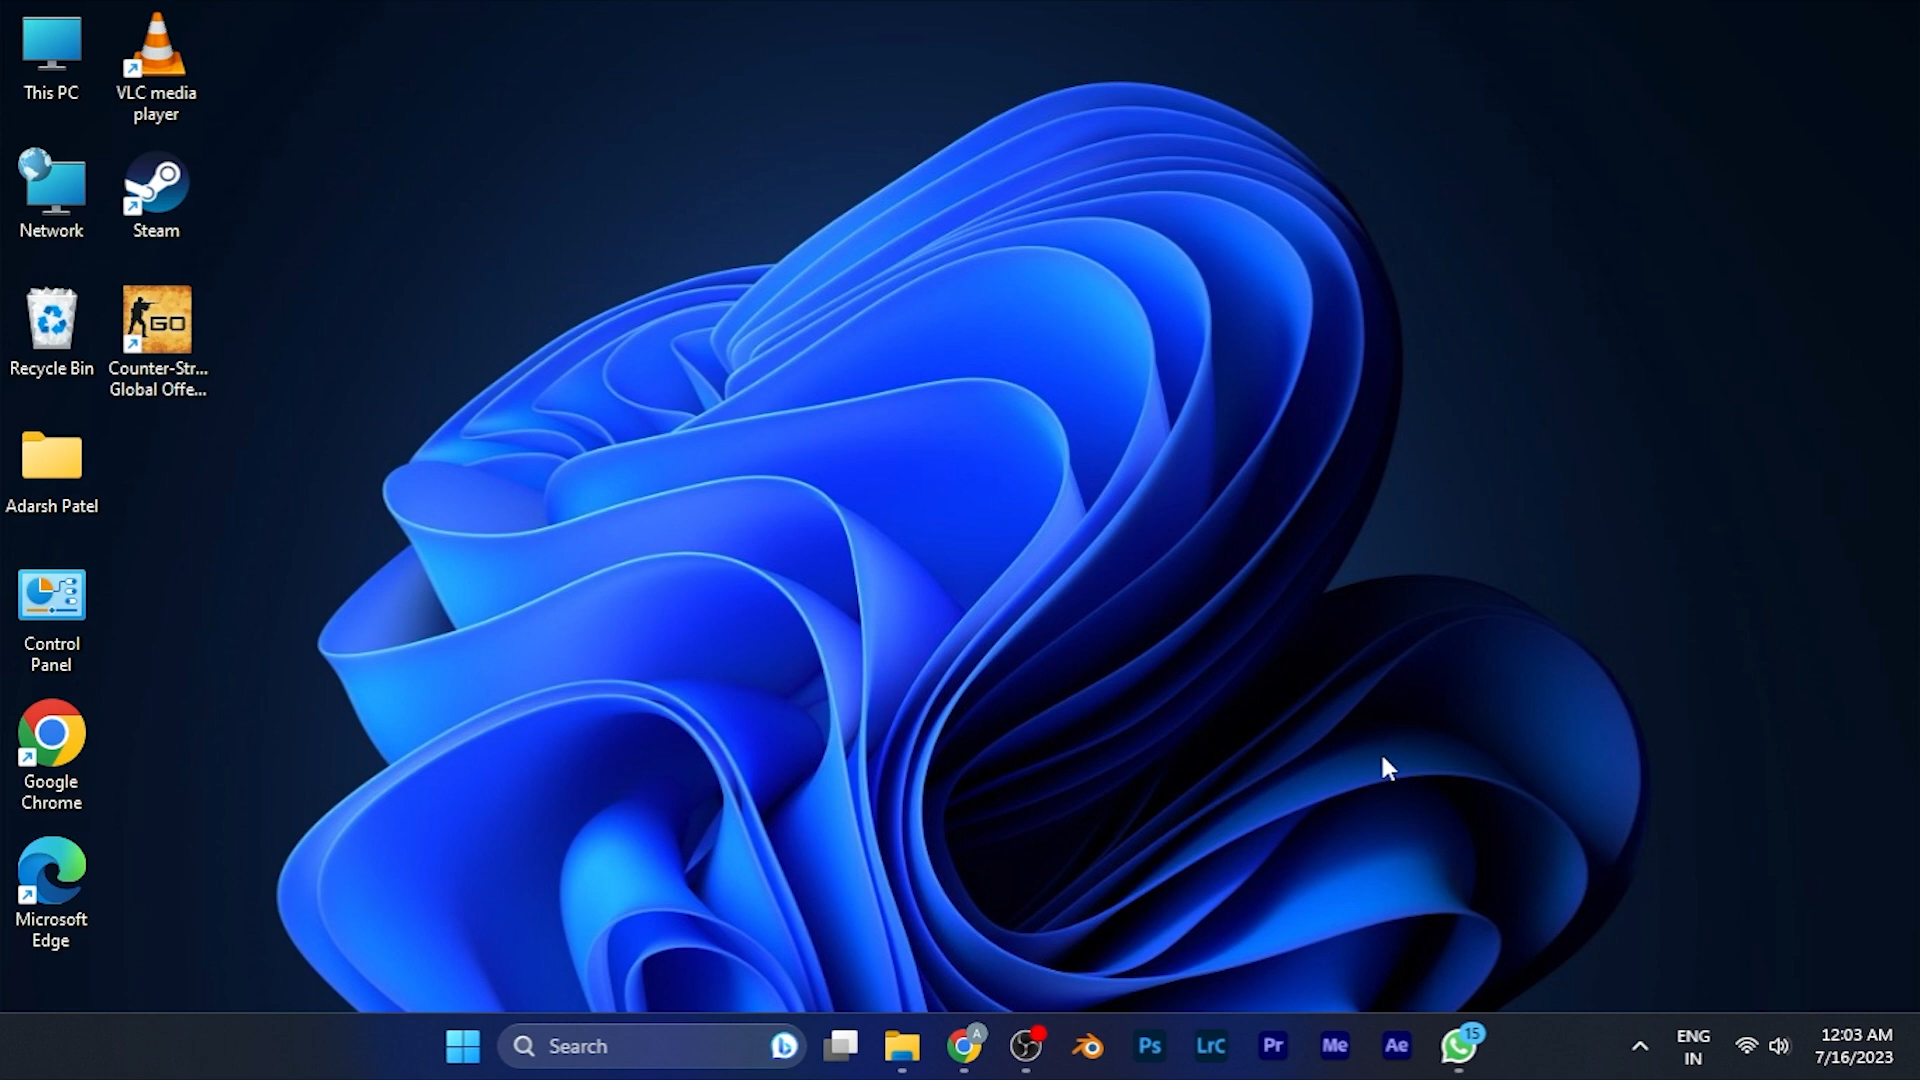 This PC
VLC media
player
Network
Steam
Recycle Bin
GO
Counter-Str...
Global Offe...
Adarsh Patel
Control
Panel
Google
Chrome
Microsoft
Edge
Search
A
Ps
LrC
Pr
Me
Ae
15
ENG
IN
12:03 AM
7/16/2023